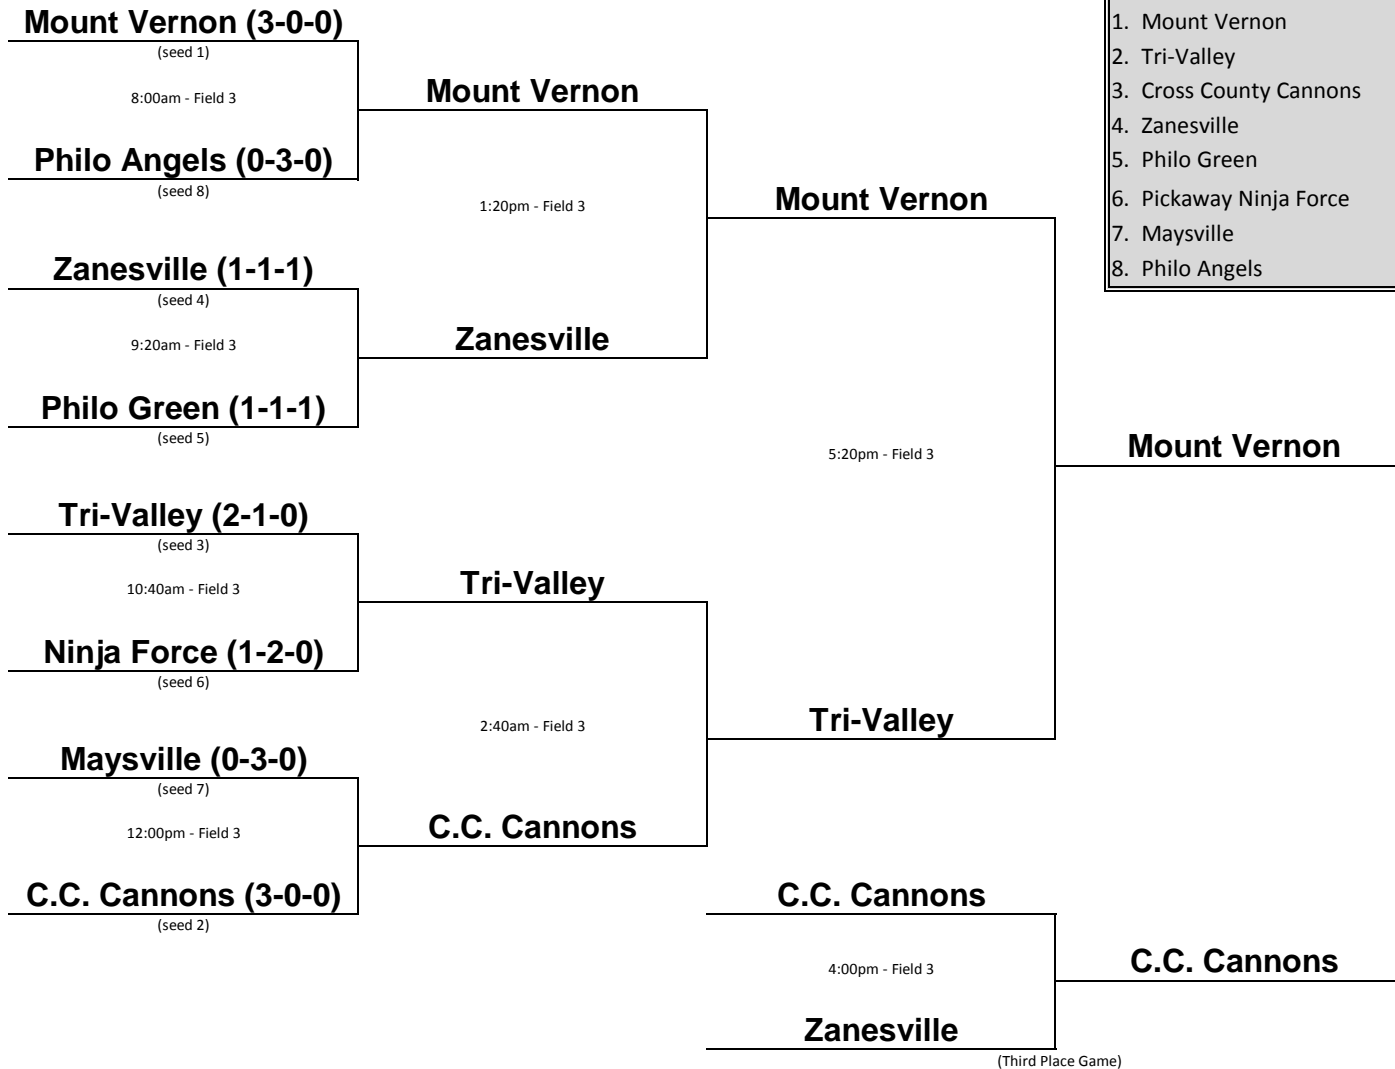 Mount Vernon (3-0-0)
(seed 1)
8:00am - Field 3
Philo Angels (0-3-0)
(seed 8)
Zanesville (1-1-1)
(seed 4)
9:20am - Field 3
Philo Green (1-1-1)
(seed 5)
Tri-Valley (2-1-0)
(seed 3)
10:40am - Field 3
Ninja Force (1-2-0)
(seed 6)
Maysville (0-3-0)
(seed 7)
12:00pm - Field 3
C.C. Cannons (3-0-0)
(seed 2)
Mount Vernon
1:20pm - Field 3
Zanesville
Tri-Valley
2:40am - Field 3
C.C. Cannons
Mount Vernon
5:20pm - Field 3
Tri-Valley
Mount Vernon
C.C. Cannons
4:00pm - Field 3
Zanesville
(Third Place Game)
C.C. Cannons
1. Mount Vernon
2. Tri-Valley
3. Cross County Cannons
4. Zanesville
5. Philo Green
6. Pickaway Ninja Force
7. Maysville
8. Philo Angels